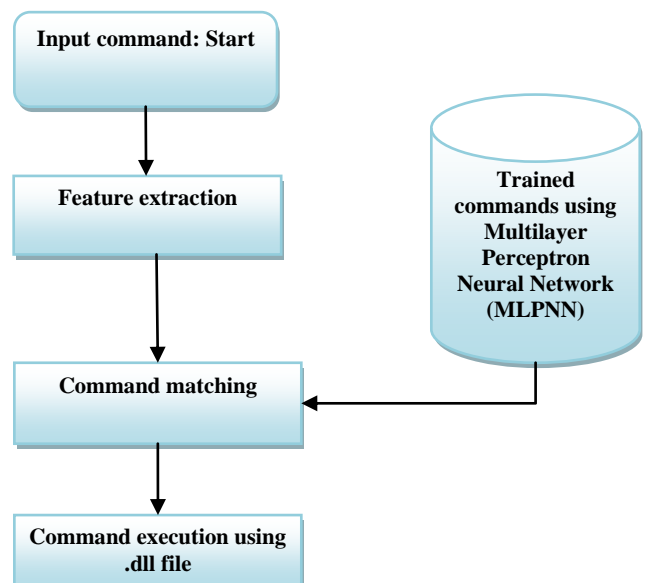 Input command: Start
Feature extraction
Trained
commands using
Multilayer
Perceptron
Neural Network
(MLPNN)
Command matching
Command execution using
.dll file